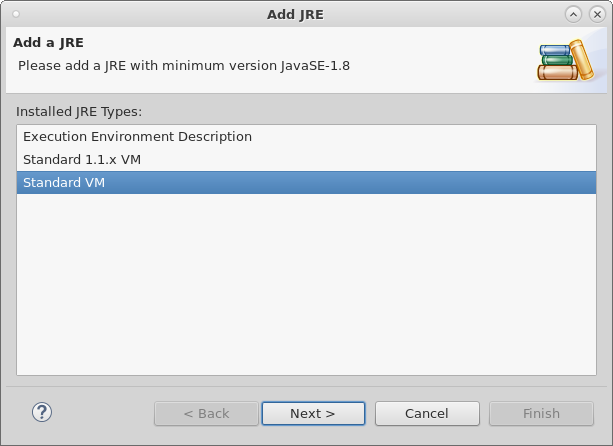 Add JRE
Add a JRE
Please add a JRE with minimum version JavaSE-1.8
Installed JRE Types:
Execution Environment Description
Standard 1.1.x VM
Standard VM
?
< Back
Next >
Cancel
Finish